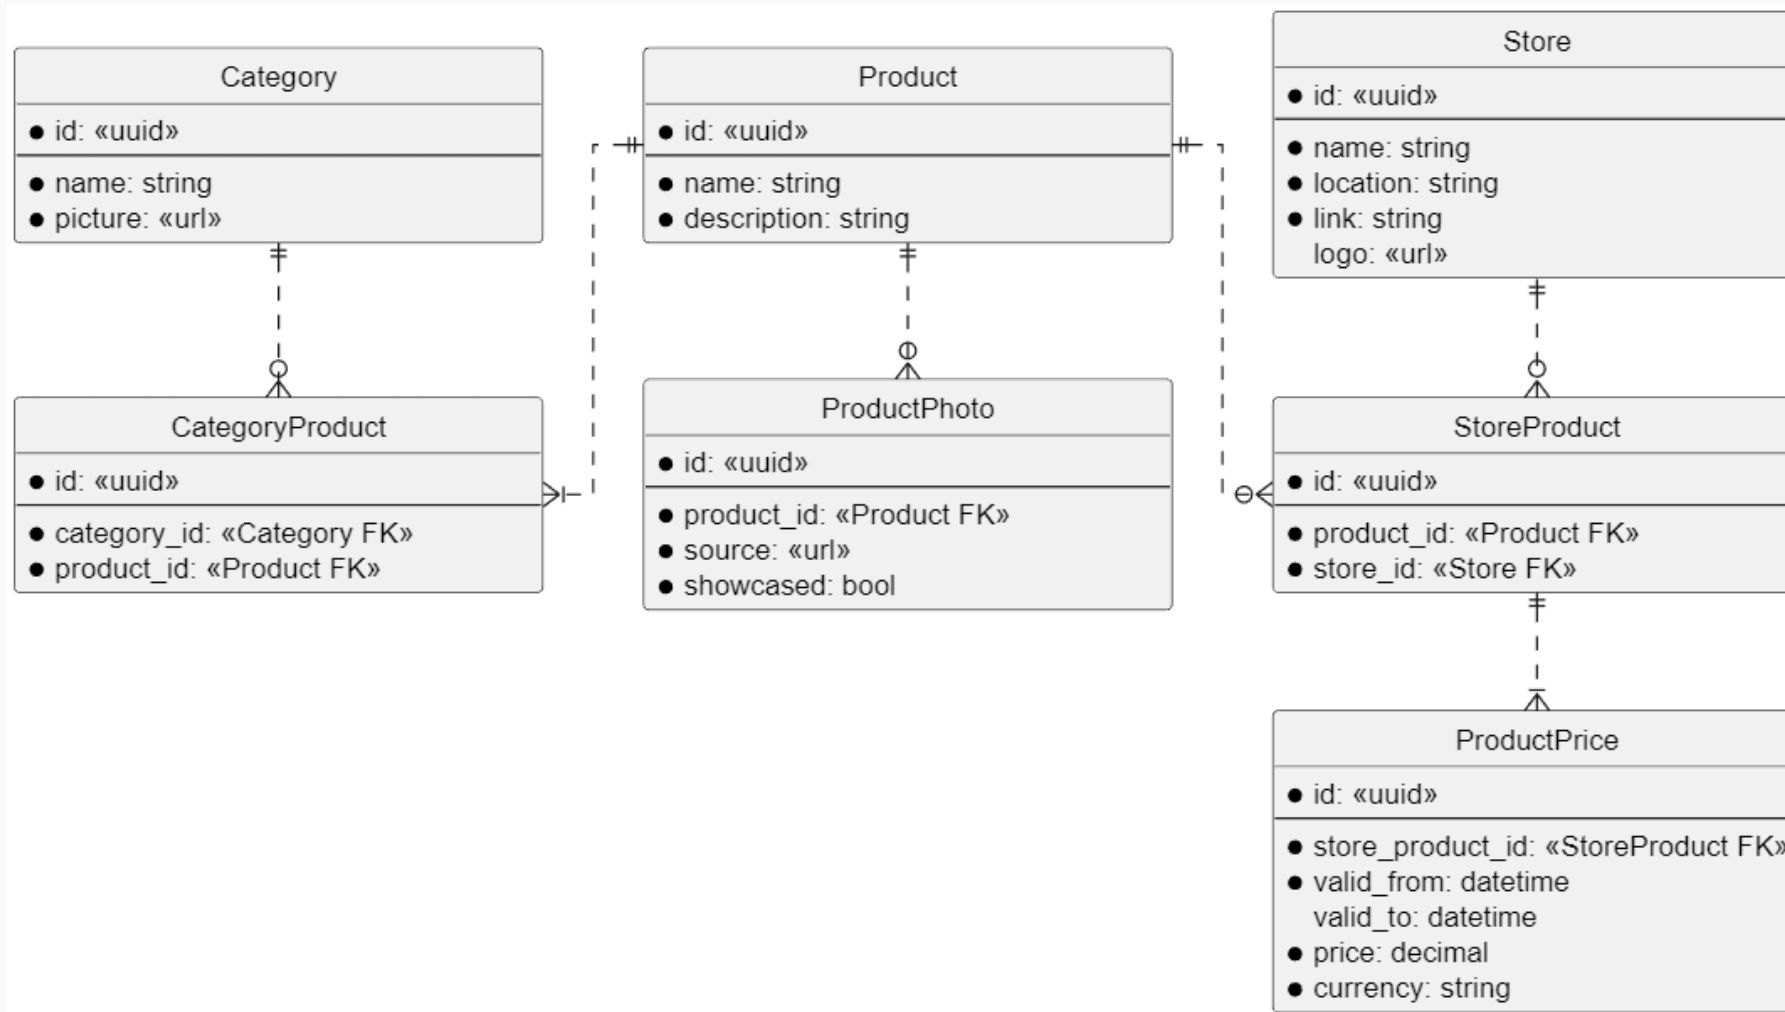 Category
● id: «uuid»
● name: string
● picture: «url»
Product
● id: «uuid»
● name: string
● description: string
Store
● id: «uuid»
● name: string
● location: string
● link: string
logo: «url»
CategoryProduct
● id: «uuid»
● category_id: «Category FK»
● product_id: «Product FK»
ProductPhoto
● id: «uuid»
● product_id: «Product FK»
● source: «url»
● showcased: bool
StoreProduct
● id: «uuid»
● product_id: «Product FK»
● store_id: «Store FK»
ProductPrice
● id: «uuid»
● store_product_id: «StoreProduct FK»
● valid_from: datetime
valid_to: datetime
● price: decimal
● currency: string